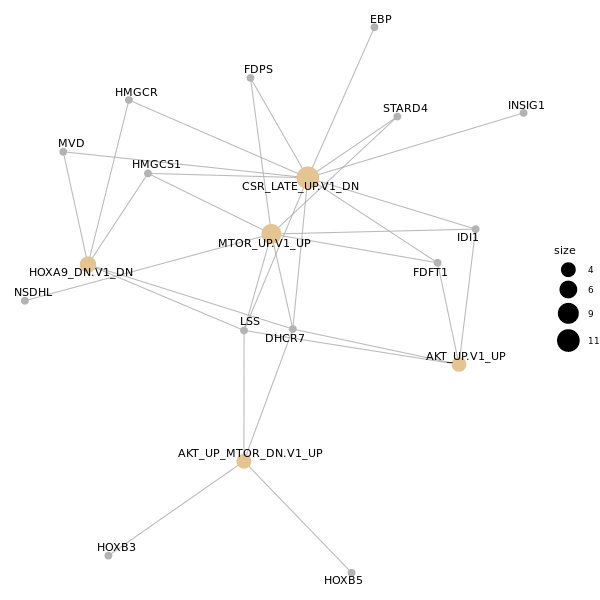 EBP
FDPS
HMGCR
STARD4
INSIG1
MVD
HMGCS1
CSR_LATE_UP.V1_DN
IDI1
MTOR_UP.V1_UP
size
HOXA9_DN.V1_DN
FDFT1
4
NSDHL
6
9
LSS
DHCR7
11
AKT_UP.V1_UP
AKT_UP_MTOR_DN.V1_UP
HOXB3
HOXB5